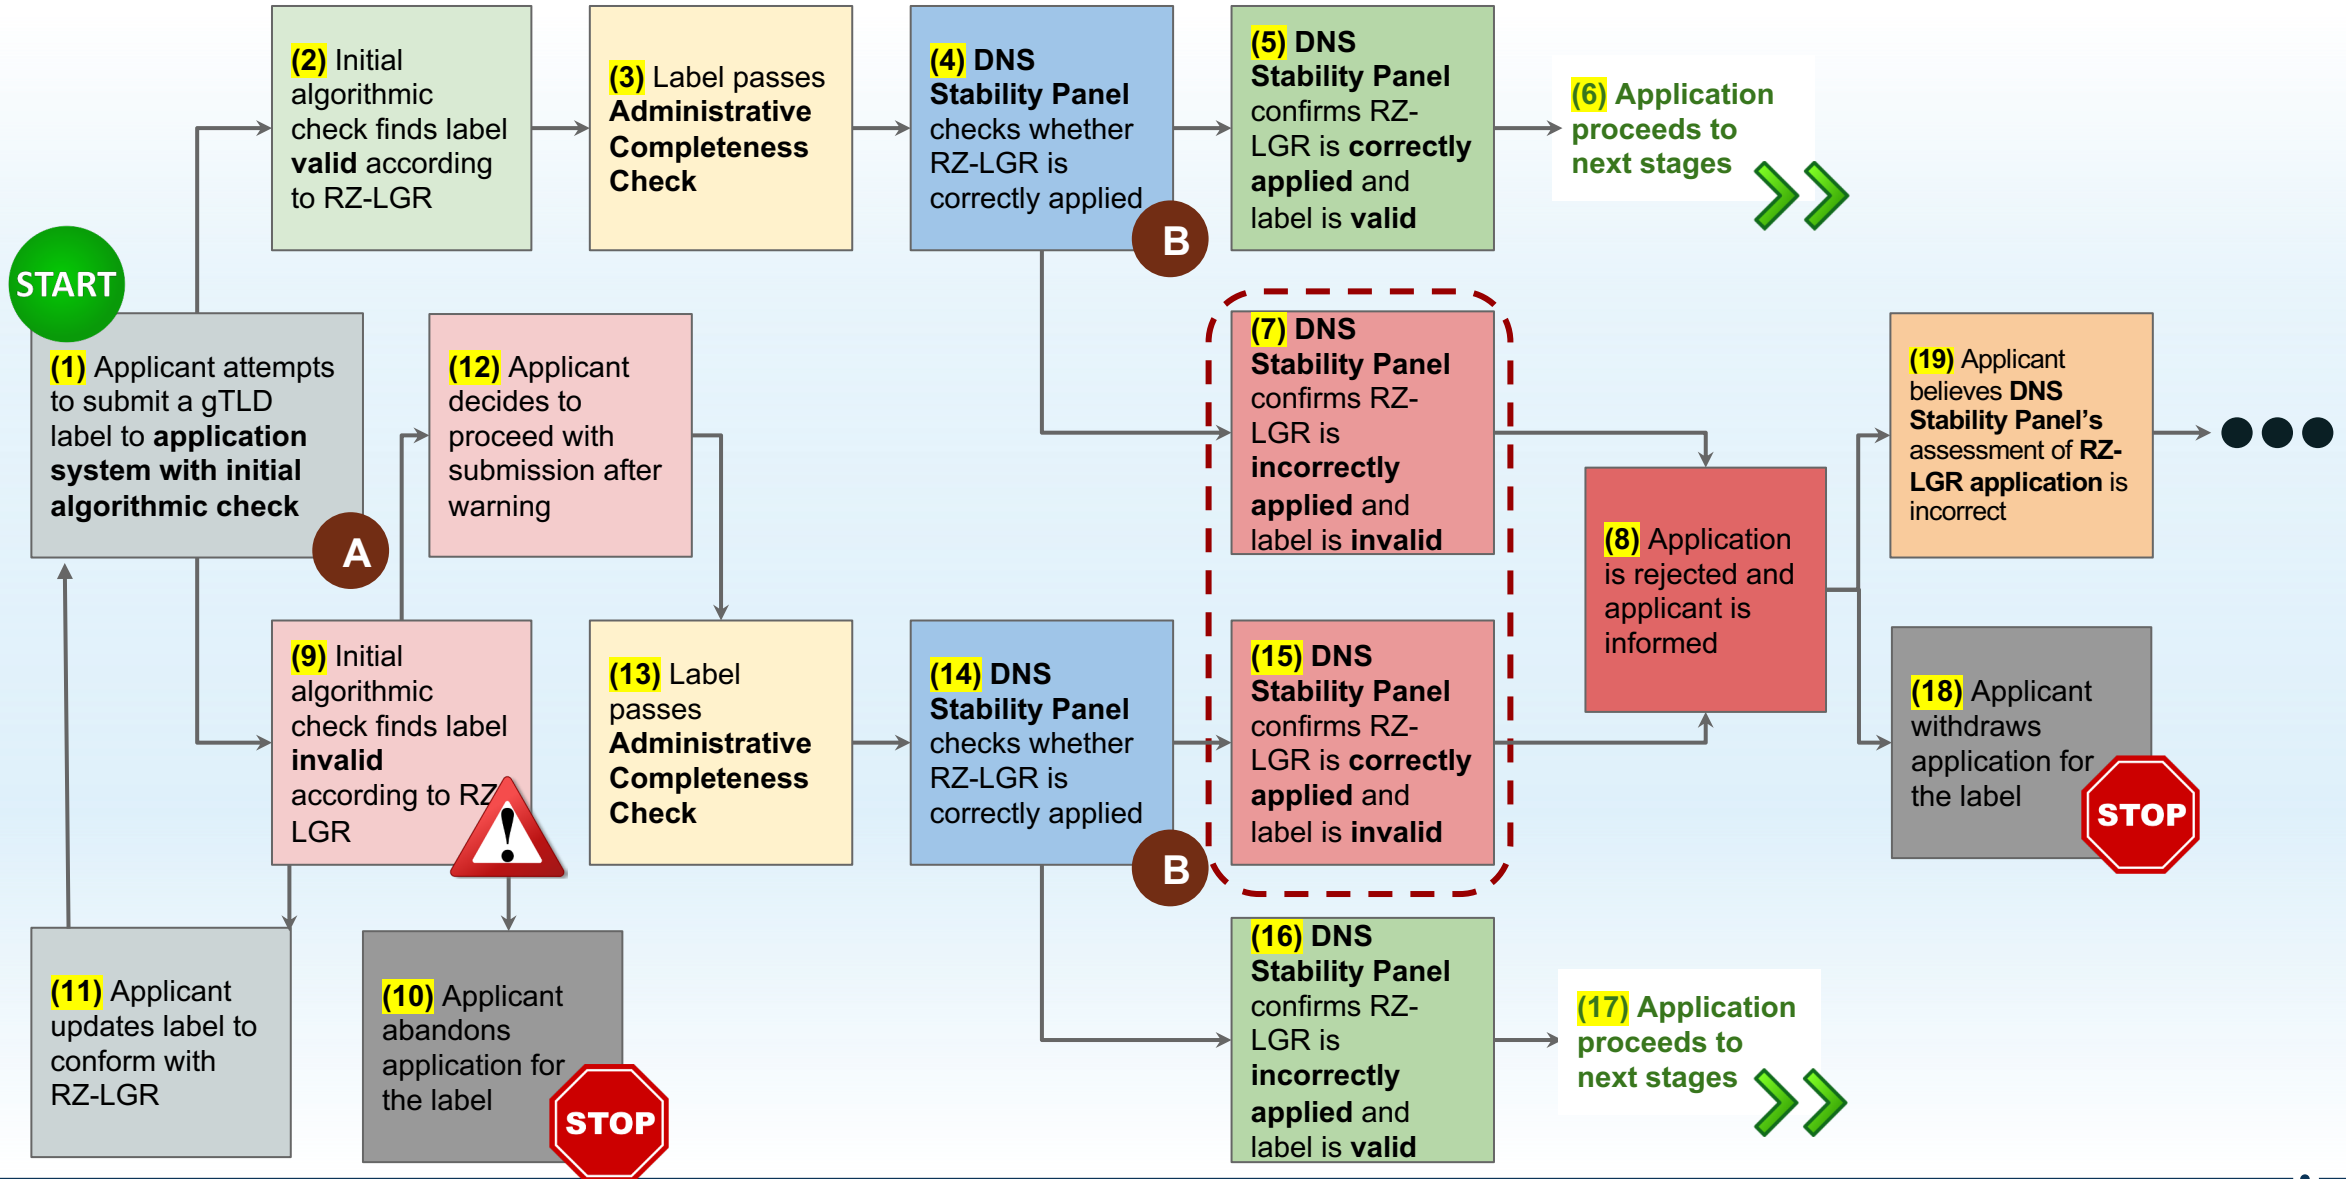 (2) Initial
algorithmic
check finds label
valid according
to RZ-LGR
(3) Label passes
Administrative
Completeness
Check
(4) DNS
Stability Panel
checks whether
RZ-LGR is
correctly applied
B
(5) DNS
Stability Panel
confirms RZ-
LGR is correctly
applied and
label is valid
(6) Application
proceeds to
next stages
START
(1) Applicant attempts
to submit a gTLD
label to application
system with initial
algorithmic check
A
(12) Applicant
decides to
proceed with
submission after
warning
(7) DNS
Stability Panel
confirms RZ-
LGR is
incorrectly
applied and
label is invalid
(19) Applicant
believes DNS
Stability Panel's
assessment of RZ-
LGR application is
incorrect
(8) Application
is rejected and
applicant is
informed
(9) Initial
algorithmic
check finds label
invalid
according to RZ
LGR
!
(13) Label
passes
Administrative
Completeness
Check
(14) DNS
Stability Panel
checks whether
RZ-LGR is
correctly applied
B
(15) DNS
Stability Panel
confirms RZ-
LGR is correctly
applied and
label is invalid
(18) Applicant
withdraws
application for
the label
STOP
(11) Applicant
updates label to
conform with
RZ-LGR
(10) Applicant
abandons
application for
the label
STOP
(16) DNS
Stability Panel
confirms RZ-
LGR is
incorrectly
applied and
label is valid
(17) Application
proceeds to
next stages